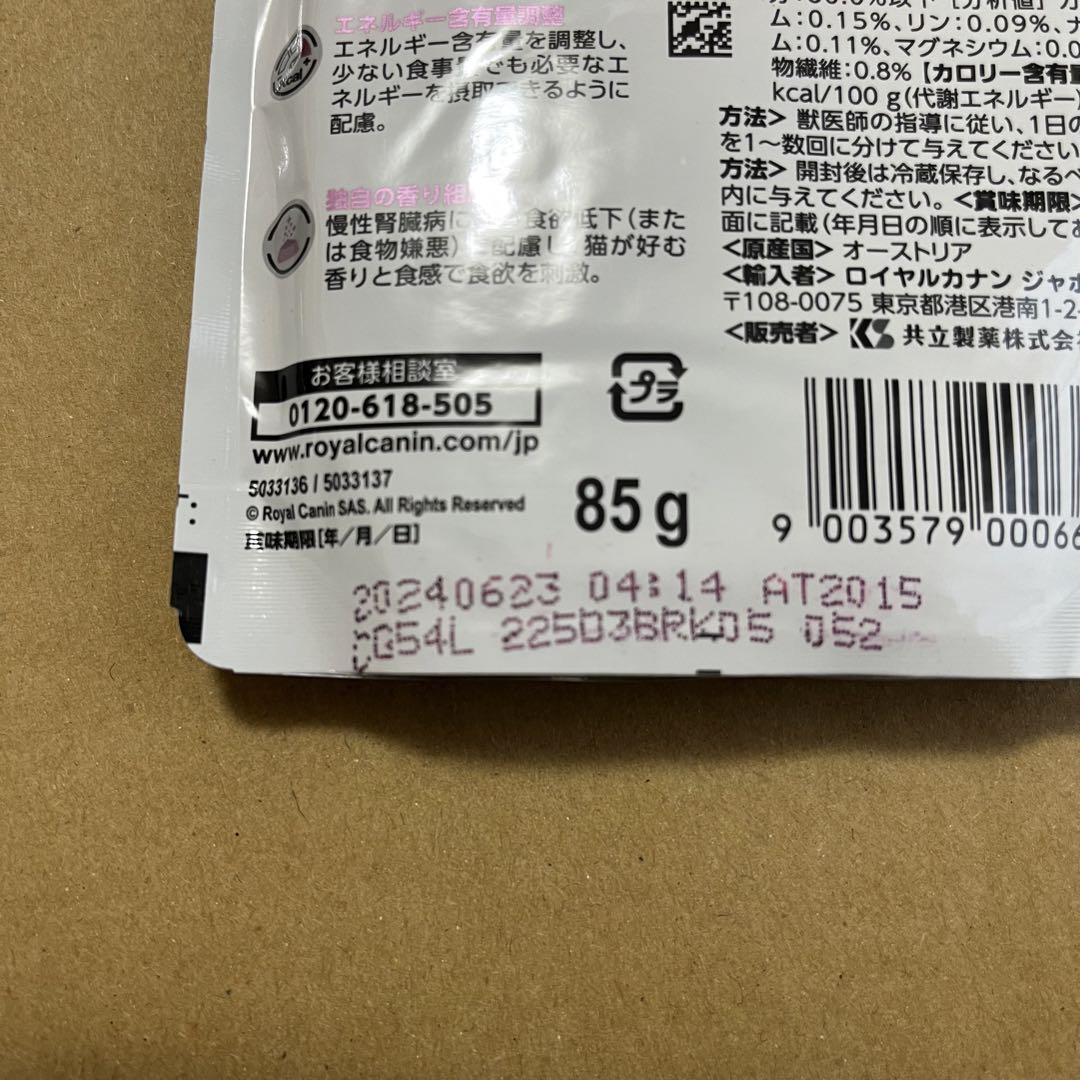 エネルギー含有量調整
エネルギー含有量を調整し、
少ない食事量でも必要なエ
ネルギーを摂取できるように
配慮。
kcal
独自の香り組
慢性腎臓病に 食欲低下(また
は食物嫌悪) 配慮し 猫が好む
香りと食感で食欲を刺激。
お客様相談室
0120-618-505
www.royalcanin.com/jp
5033136 / 5033137
© Royal Canin SAS. All Rights Reserved
賞味期限[年/月/日]
プラ
85g
ム:0.15%、リン:0.09%、ナ
ム:0.11%、マグネシウム:0.0
物繊維:0.8% 【カロリー含有量
kcal/100 g(代謝エネルギー)
方法> 獣医師の指導に従い、1日の
を1〜数回に分けて与えてください
方法> 開封後は冷蔵保存し、なるべ
内に与えてください。 <賞味期限>
面に記載(年月日の順に表示してあ
<原産国> オーストリア
<輸入者> ロイヤルカナン ジャポ
〒108-0075 東京都港区港南1-2-
<販売者> KS 共立製薬株式会
9 003579 00066
20240623 04:14 AT2015
G54L 225D3BRK05 052